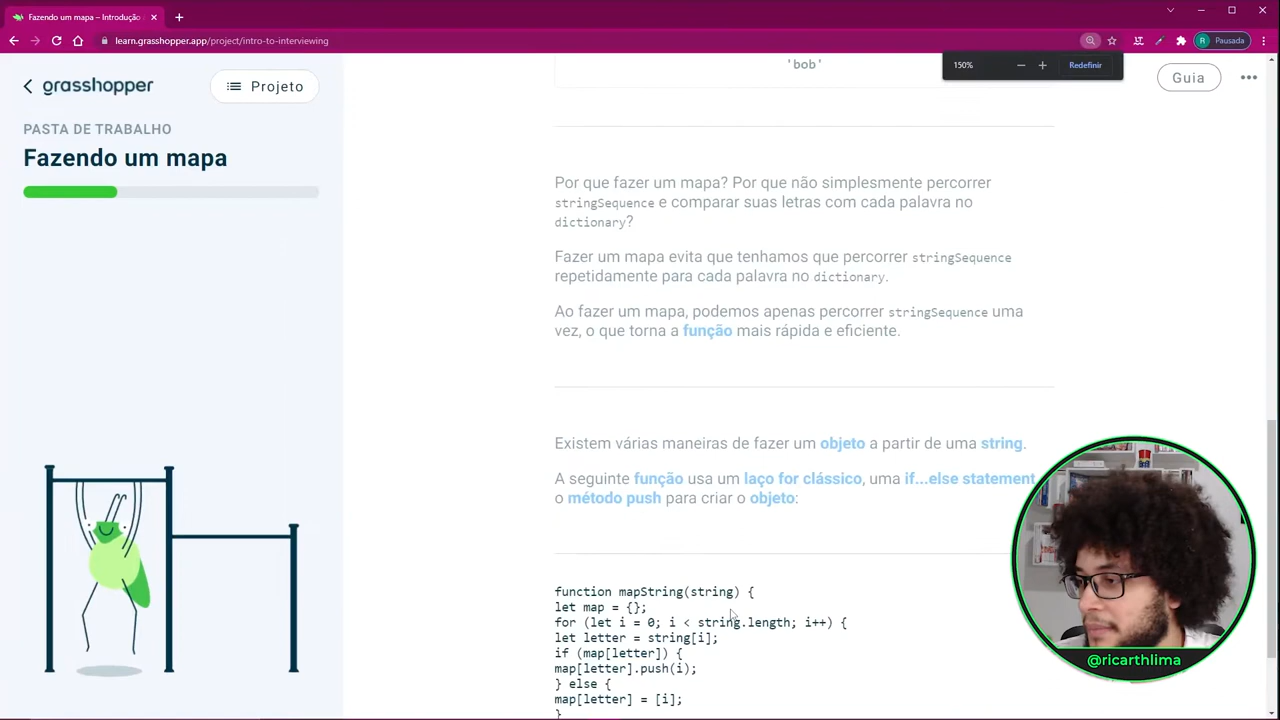 Fazendo um mapa – Introdução
learn.grasshopper.app/project/intro-to-interviewing
Pausada
150%
Redefinir
grasshopper
Projeto
PASTA DE TRABALHO
Fazendo um mapa
'bob'
Guia
Por que fazer um mapa? Por que não simplesmente percorrer
stringSequence e comparar suas letras com cada palavra no
dictionary?
Fazer um mapa evita que tenhamos que percorrer stringSequence
repetidamente para cada palavra no dictionary.
Ao fazer um mapa, podemos apenas percorrer stringSequence uma
vez, o que torna a função mais rápida e eficiente.
Existem várias maneiras de fazer um objeto a partir de uma string.
A seguinte função usa um laço for clássico, uma if...else statement
o método push para criar o objeto:
function mapString(string) {
let map = {};
for (let i = 0; i < string.length; i++) {
let letter = string[i];
if (map[letter]) {
map[letter].push(i);
} else {
map[letter] = [i];
}
@ricarthlima